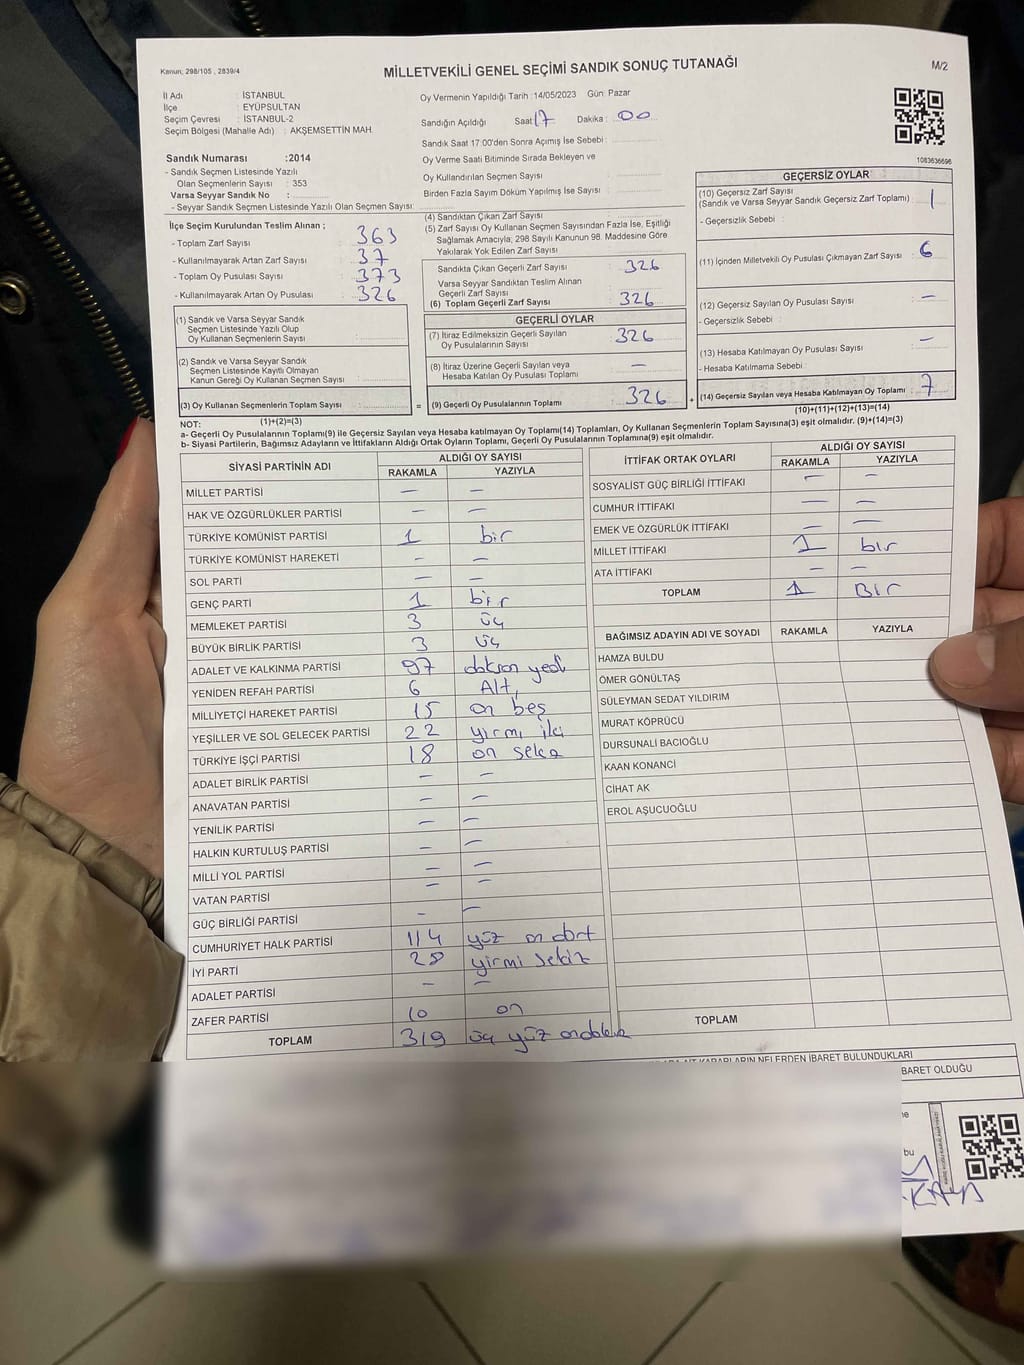 Kanun; 298/105 , 2839/4
MİLLETVEKİLİ GENEL SEÇİMİ SANDIK SONUÇ TUTANAĞI
M/2
İl Adı : İSTANBUL
İlçe : EYÜPSULTAN
Seçim Çevresi : İSTANBUL-2
Seçim Bölgesi (Mahalle Adı) : AKŞEMSETTİN MAH.
Oy Vermenin Yapıldığı Tarih :14/05/2023 Gün: Pazar
Sandığın Açıldığı Saat 17 Dakika : 00
Sandık Saat 17:00'den Sonra Açımış İse Sebebi :
Oy Verme Saati Bitiminde Sırada Bekleyen ve
Oy Kullandırılan Seçmen Sayısı
Birden Fazla Sayım Döküm Yapılmış İse Sayısı
1083636696
Sandık Numarası :2014
- Sandık Seçmen Listesinde Yazılı
Olan Seçmenlerin Sayısı : 353
Varsa Seyyar Sandık No :
- Seyyar Sandık Seçmen Listesinde Yazılı Olan Seçmen Sayısı:
İlçe Seçim Kurulundan Teslim Alınan ;
- Toplam Zarf Sayısı : 363
- Kullanılmayarak Artan Zarf Sayısı : 37
- Toplam Oy Pusulası Sayısı : 373
- Kullanılmayarak Artan Oy Pusulası : 326
(1) Sandık ve Varsa Seyyar Sandık
Seçmen Listesinde Yazılı Olup
Oy Kullanan Seçmenlerin Sayısı :
(2) Sandık ve Varsa Seyyar Sandık
Seçmen Listesinde Kayıtlı Olmayan
Kanun Gereği Oy Kullanan Seçmen Sayısı :
(3) Oy Kullanan Seçmenlerin Toplam Sayısı :
(1)+(2)=(3)
(4) Sandıktan Çıkan Zarf Sayısı
(5) Zarf Sayısı Oy Kullanan Seçmen Sayısından Fazla İse, Eşitliği
Sağlamak Amacıyla; 298 Sayılı Kanunun 98. Maddesine Göre
Yakılarak Yok Edilen Zarf Sayısı
Sandıkta Çıkan Geçerli Zarf Sayısı 326
Varsa Seyyar Sandıktan Teslim Alınan
Geçerli Zarf Sayısı
(6) Toplam Geçerli Zarf Sayısı 326
GEÇERLİ OYLAR
(7) İtiraz Edilmeksizin Geçerli Sayılan
Oy Pusulalarının Sayısı : 326
(8) İtiraz Üzerine Geçerli Sayılan veya
Hesaba Katılan Oy Pusulası Toplamı —
= (9) Geçerli Oy Pusulalarının Toplamı 326
GEÇERSİZ OYLAR
(10) Geçersiz Zarf Sayısı
(Sandık ve Varsa Seyyar Sandık Geçersiz Zarf Toplamı) : 1
- Geçersizlik Sebebi :
(11) İçinden Milletvekili Oy Pusulası Çıkmayan Zarf Sayısı : 6
(12) Geçersiz Sayılan Oy Pusulası Sayısı : —
- Geçersizlik Sebebi :
(13) Hesaba Katılmayan Oy Pusulası Sayısı : —
- Hesaba Katılmama Sebebi :
+ (14) Geçersiz Sayılan veya Hesaba Katılmayan Oy Toplamı : 7
(10)+(11)+(12)+(13)=(14)
NOT:
a- Geçerli Oy Pusulalarının Toplamı(9) ile Geçersiz Sayılan veya Hesaba katılmayan Oy Toplamı(14) Toplamları, Oy Kullanan Seçmenlerin Toplam Sayısına(3) eşit olmalıdır. (9)+(14)=(3)
b- Siyasi Partilerin, Bağımsız Adayların ve İttifakların Aldığı Ortak Oyların Toplamı, Geçerli Oy Pusulalarının Toplamına(9) eşit olmalıdır.
SİYASİ PARTİNİN ADI ALDIĞI OY SAYISI
RAKAMLA YAZIYLA
MİLLET PARTİSİ — —
HAK VE ÖZGÜRLÜKLER PARTİSİ — —
TÜRKİYE KOMÜNİST PARTİSİ 1 bir
TÜRKİYE KOMÜNİST HAREKETİ — —
SOL PARTİ — —
GENÇ PARTİ 1 bir
MEMLEKET PARTİSİ 3 üç
BÜYÜK BİRLİK PARTİSİ 3 üç
ADALET VE KALKINMA PARTİSİ 97 doksan yedi
YENİDEN REFAH PARTİSİ 6 Altı
MİLLİYETÇİ HAREKET PARTİSİ 15 on beş
YEŞİLLER VE SOL GELECEK PARTİSİ 22 yirmi iki
TÜRKİYE İŞÇİ PARTİSİ 18 on sekiz
ADALET BİRLİK PARTİSİ — —
ANAVATAN PARTİSİ — —
YENİLİK PARTİSİ — —
HALKIN KURTULUŞ PARTİSİ — —
MİLLİ YOL PARTİSİ — —
VATAN PARTİSİ — —
GÜÇ BİRLİĞİ PARTİSİ — —
CUMHURİYET HALK PARTİSİ 114 yüz on dört
İYİ PARTİ 28 yirmi sekiz
ADALET PARTİSİ — —
ZAFER PARTİSİ 10 on
TOPLAM 319 üç yüz ondokuz
İTTİFAK ORTAK OYLARI ALDIĞI OY SAYISI
RAKAMLA YAZIYLA
SOSYALİST GÜÇ BİRLİĞİ İTTİFAKI — —
CUMHUR İTTİFAKI — —
EMEK VE ÖZGÜRLÜK İTTİFAKI — —
MİLLET İTTİFAKI 1 bir
ATA İTTİFAKI — —
TOPLAM 1 Bir
BAĞIMSIZ ADAYIN ADI VE SOYADI RAKAMLA YAZIYLA
HAMZA BULDU
ÖMER GÖNÜLTAŞ
SÜLEYMAN SEDAT YILDIRIM
MURAT KÖPRÜCÜ
DURSUNALİ BACIOĞLU
KAAN KONANCİ
CİHAT AK
EROL AŞUCUOĞLU
TOPLAM
KARARLARIN NELERDEN İBARET BULUNDUKLARI
BARET OLDUĞU
ne
bu